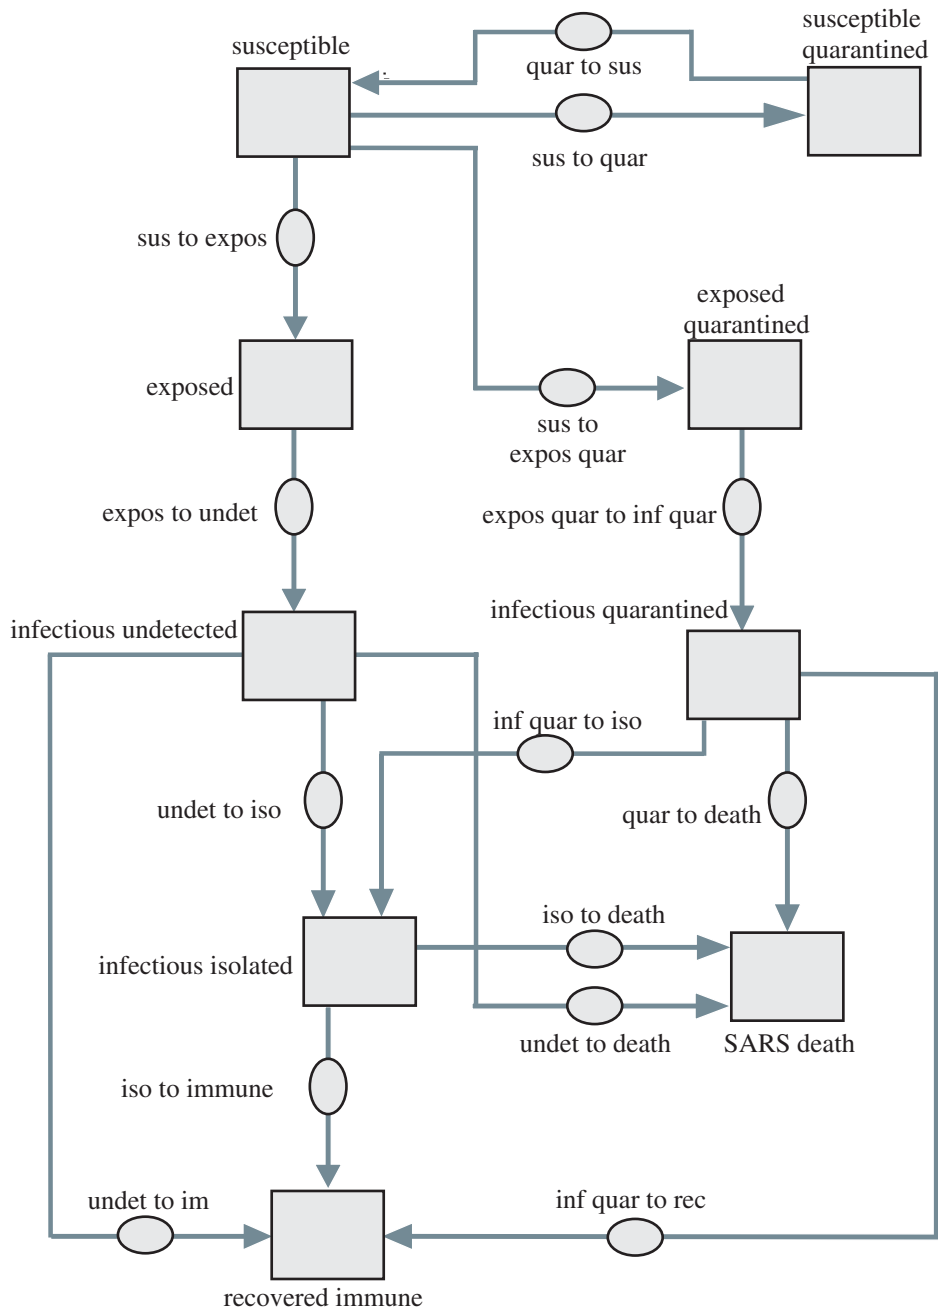 susceptible
susceptible
quarantined
quar to sus
sus to quar
sus to expos
exposed
quarantined
exposed
sus to
expos quar
expos to undet
expos quar to inf quar
infectious undetected
infectious quarantined
inf quar to iso
undet to iso
quar to death
iso to death
infectious isolated
undet to death
SARS death
iso to immune
undet to im
inf quar to rec
recovered immune